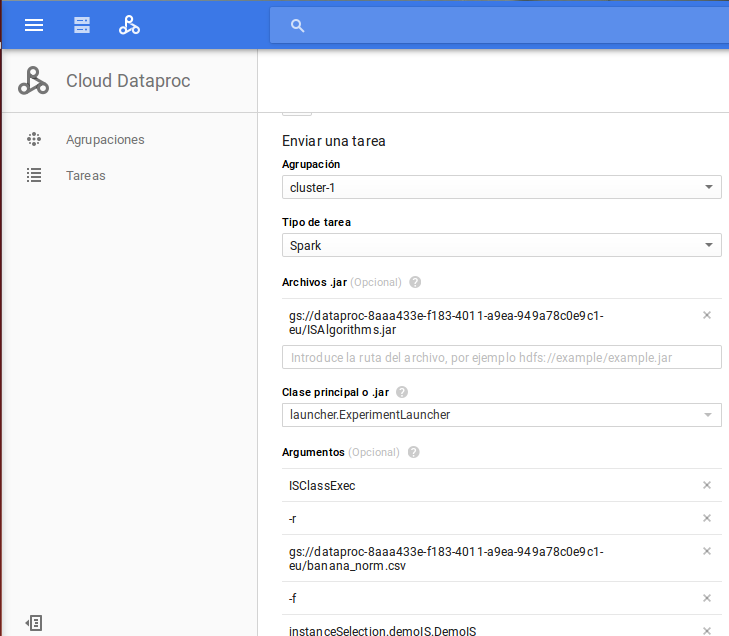 Cloud Dataproc
Agrupaciones
Tareas
Enviar una tarea
Agrupación
cluster-1
Tipo de tarea
Spark
Archivos .jar (Opcional)
gs://dataproc-8aaa433e-f183-4011-a9ea-949a78c0e9c1-
eu/ISAlgorithms.jar
Introduce la ruta del archivo, por ejemplo hdfs://example/example.jar
Clase principal o .jar
launcher.ExperimentLauncher
Argumentos (Opcional)
ISClassExec
-r
gs://dataproc-8aaa433e-f183-4011-a9ea-949a78c0e9c1-
eu/banana_norm.csv
-f
instanceSelection.demoIS.DemoIS